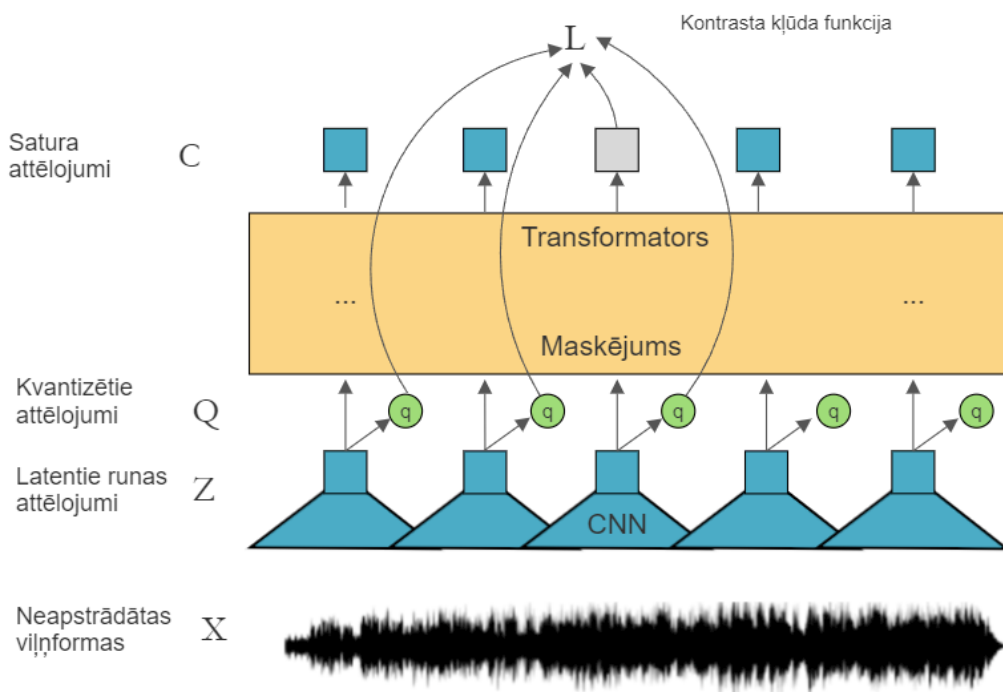 Kontrasta kļūda funkcija
L
Satura
attēlojumi
C
Transformators
...
...
Maskējums
Kvantizētie
attēlojumi
Q
q
q
q
q
q
Latentie runas
attēlojumi
Z
CNN
Neapstrādātas
viļņformas
X